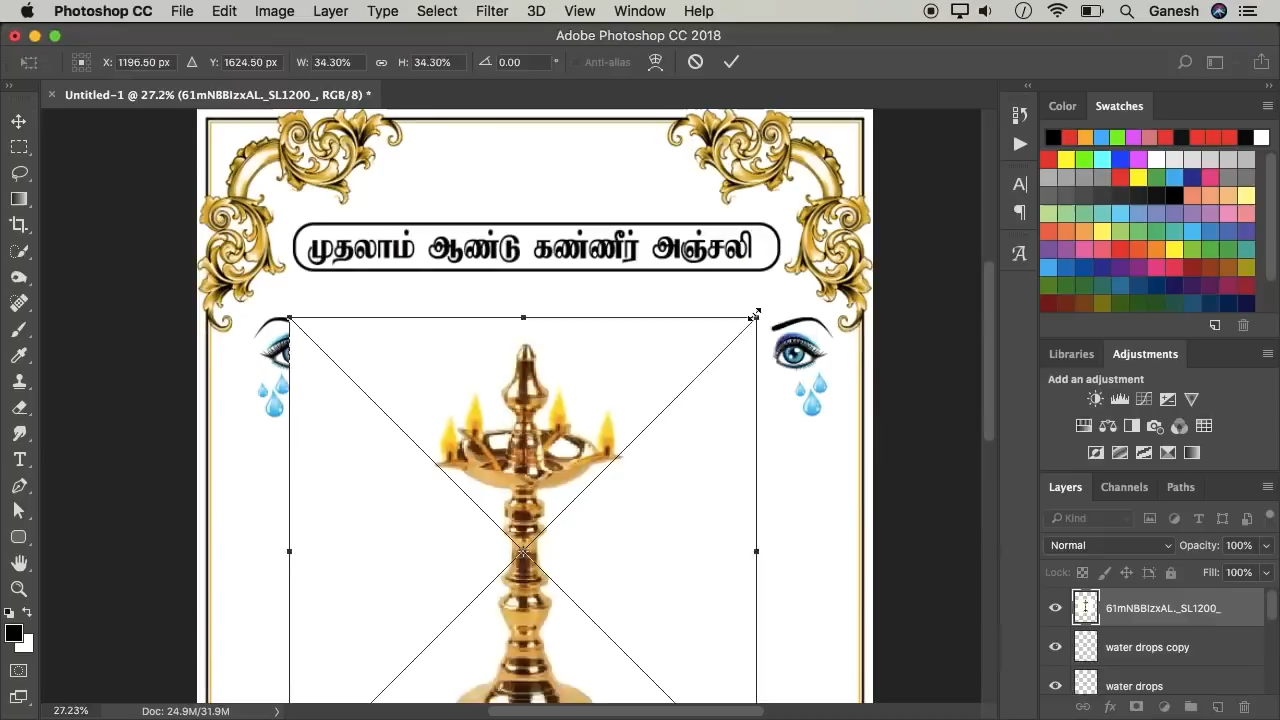 Photoshop CC File Edit Image Layer Type Select Filter 3D View Window Help Ganesh
Adobe Photoshop CC 2018
X: 1196.50 px Y: 1624.50 px W: 34.30% H: 34.30% 0.00 ° Anti-alias
Untitled-1 @ 27.2% (61mNBBIzxAL._SL1200_, RGB/8) *
Color Swatches
முதலாம் ஆண்டு கண்ணீர் அஞ்சலி
Libraries Adjustments
Add an adjustment
Layers Channels Paths
Kind
Normal Opacity: 100%
Lock: Fill: 100%
61mNBBIzxAL._SL1200_
water drops copy
water drops
27.23% Doc: 24.9M/31.9M